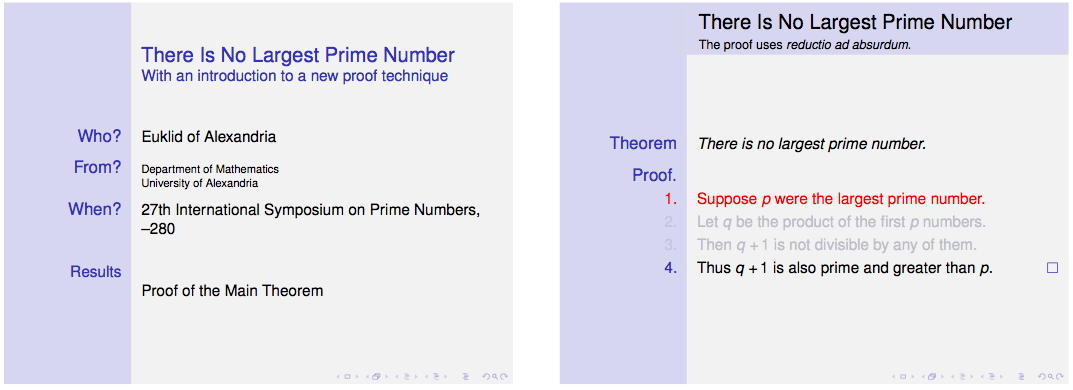 There Is No Largest Prime Number
With an introduction to a new proof technique
Who? Euklid of Alexandria
From? Department of Mathematics
University of Alexandria
When? 27th International Symposium on Prime Numbers,
–280
Results
Proof of the Main Theorem
There Is No Largest Prime Number
The proof uses reductio ad absurdum.
Theorem There is no largest prime number.
Proof.
1. Suppose p were the largest prime number.
2. Let q be the product of the first p numbers.
3. Then q + 1 is not divisible by any of them.
4. Thus q + 1 is also prime and greater than p.